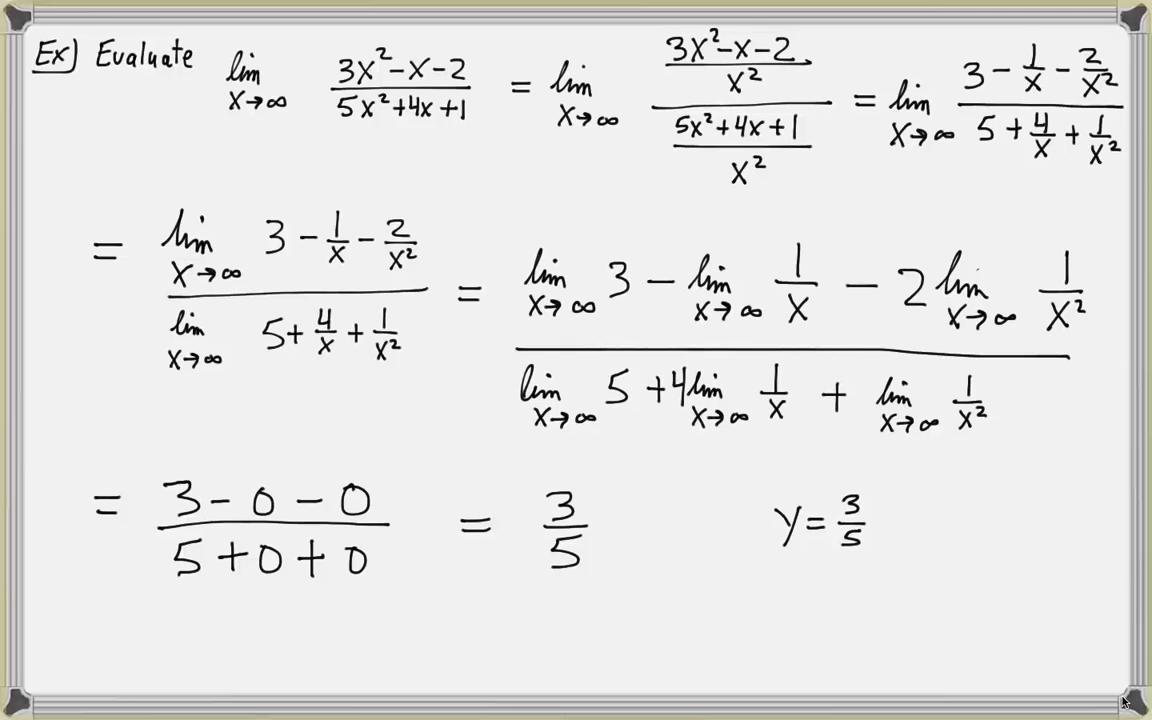 Ex) Evaluate lim x→∞ (3x²-x-2)/(5x²+4x+1) = lim x→∞ ((3x²-x-2)/x²)/((5x²+4x+1)/x²) = lim x→∞ (3 - 1/x - 2/x²)/(5 + 4/x + 1/x²)
= (lim x→∞ 3 - 1/x - 2/x²)/(lim x→∞ 5 + 4/x + 1/x²) = (lim x→∞ 3 - lim x→∞ 1/x - 2 lim x→∞ 1/x²)/(lim x→∞ 5 + 4 lim x→∞ 1/x + lim x→∞ 1/x²)
= (3 - 0 - 0)/(5 + 0 + 0) = 3/5 y = 3/5